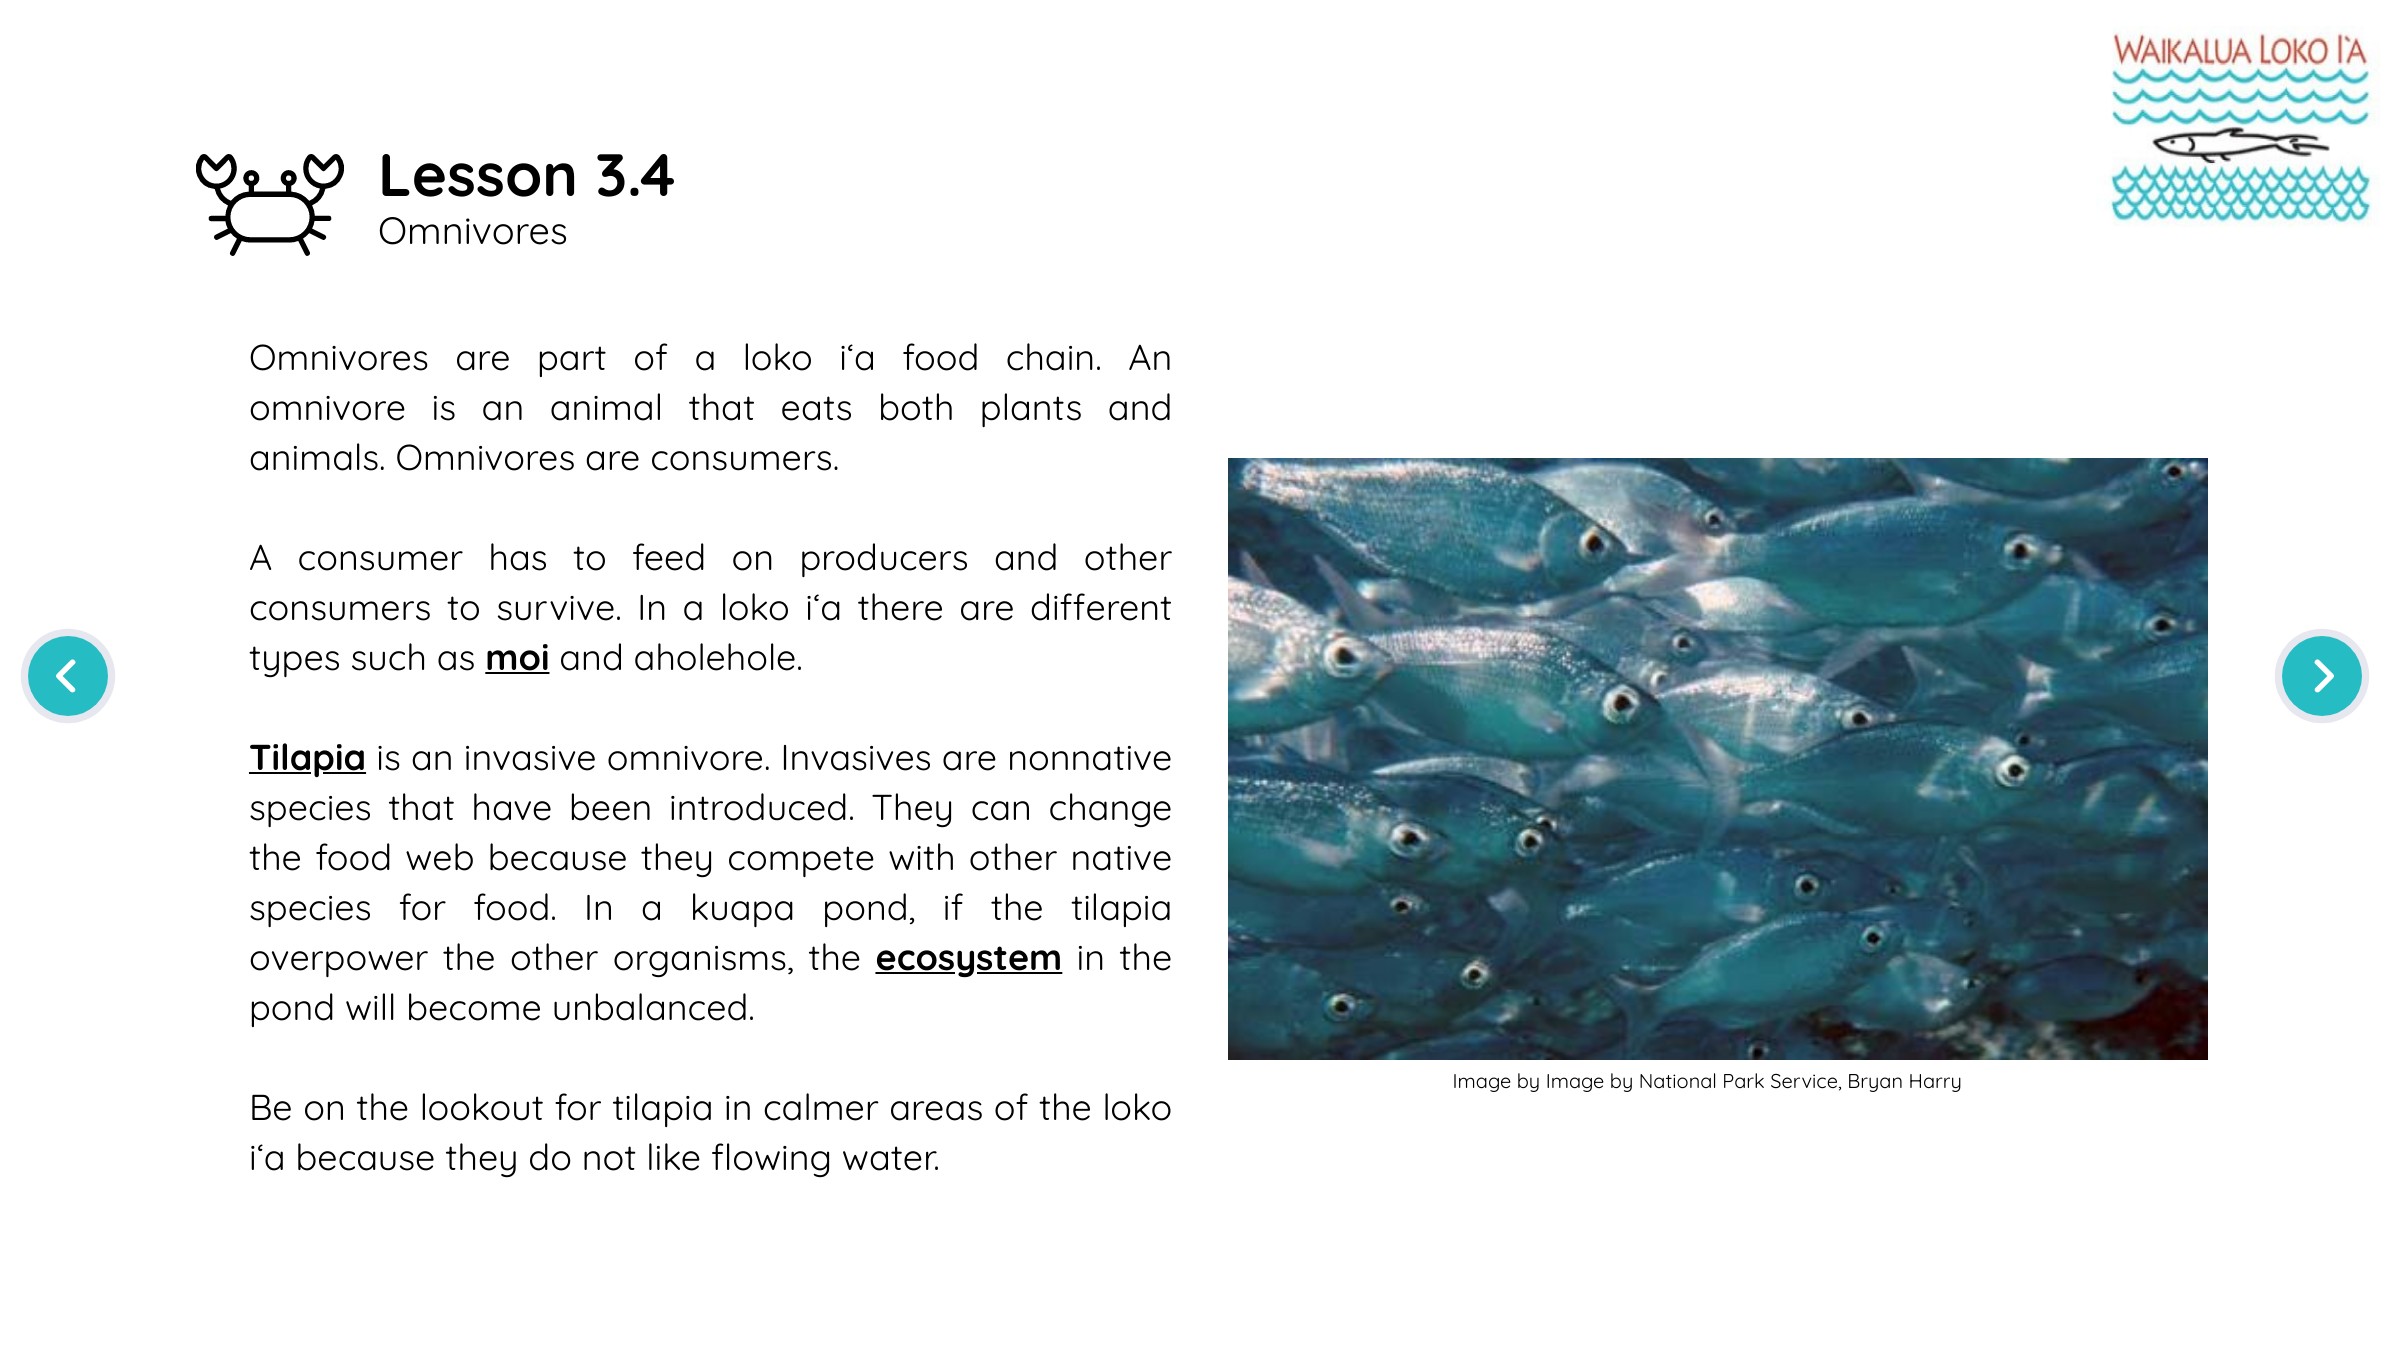 WAIKALUA LOKO I`A
Lesson 3.4
Omnivores
Omnivores are part of a loko i‘a food chain. An
omnivore is an animal that eats both plants and
animals. Omnivores are consumers.
A consumer has to feed on producers and other
consumers to survive. In a loko i‘a there are different
types such as moi and aholehole.
Tilapia is an invasive omnivore. Invasives are nonnative
species that have been introduced. They can change
the food web because they compete with other native
species for food. In a kuapa pond, if the tilapia
overpower the other organisms, the ecosystem in the
pond will become unbalanced.
Be on the lookout for tilapia in calmer areas of the loko
i‘a because they do not like flowing water.
Image by Image by National Park Service, Bryan Harry